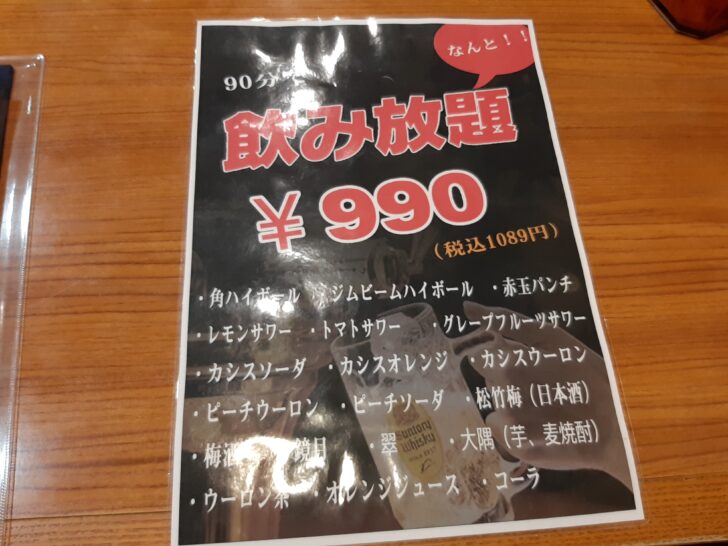 なんと！！
90分
飲み放題
￥990
（税込1089円）
・角ハイボール ・ジムビームハイボール ・赤玉パンチ
・レモンサワー ・トマトサワー ・グレープフルーツサワー
・カシスソーダ ・カシスオレンジ ・カシスウーロン
・ピーチウーロン ・ピーチソーダ ・松竹梅（日本酒）
・梅酒 鏡月 ・翠 ・大隅（芋、麦焼酎）
・ウーロン茶 ・オレンジジュース ・コーラ
Suntory
Whisky